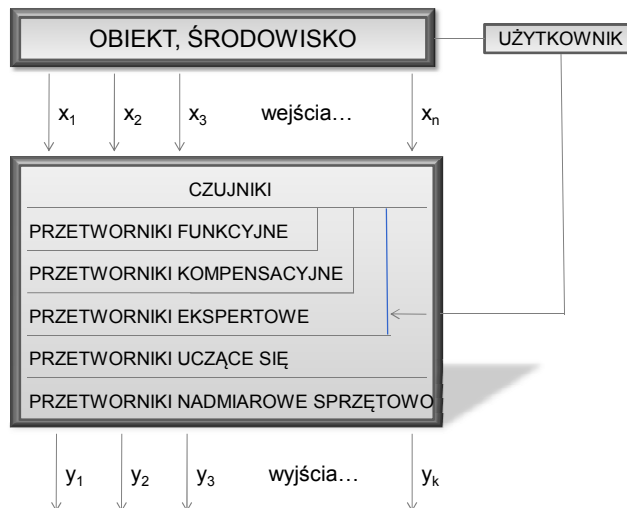 OBIEKT, ŚRODOWISKO UŻYTKOWNIK
x₁ x₂ x₃ wejścia… xₙ
CZUJNIKI
PRZETWORNIKI FUNKCYJNE
PRZETWORNIKI KOMPENSACYJNE
PRZETWORNIKI EKSPERTOWE
PRZETWORNIKI UCZĄCE SIĘ
PRZETWORNIKI NADMIAROWE SPRZĘTOWO
y₁ y₂ y₃ wyjścia… yₖ